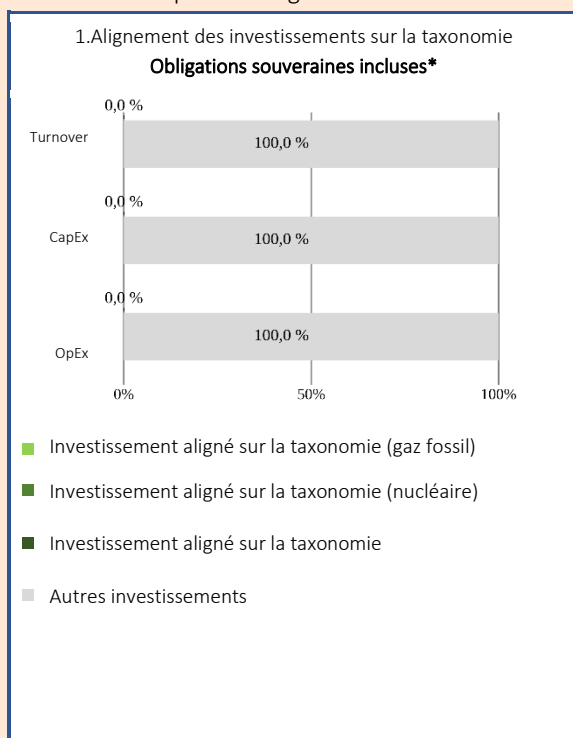 1.Alignement des investissements sur la taxonomie
Obligations souveraines incluses*
0,0 %
Turnover
100,0 %
0,0 %
CapEx
100,0 %
0,0 %
100,0 %
OpEx
0%
50%
100%
Investissement aligné sur la taxonomie (gaz fossil)
Investissement aligné sur la taxonomie (nucléaire)
Investissement aligné sur la taxonomie
Autres investissements